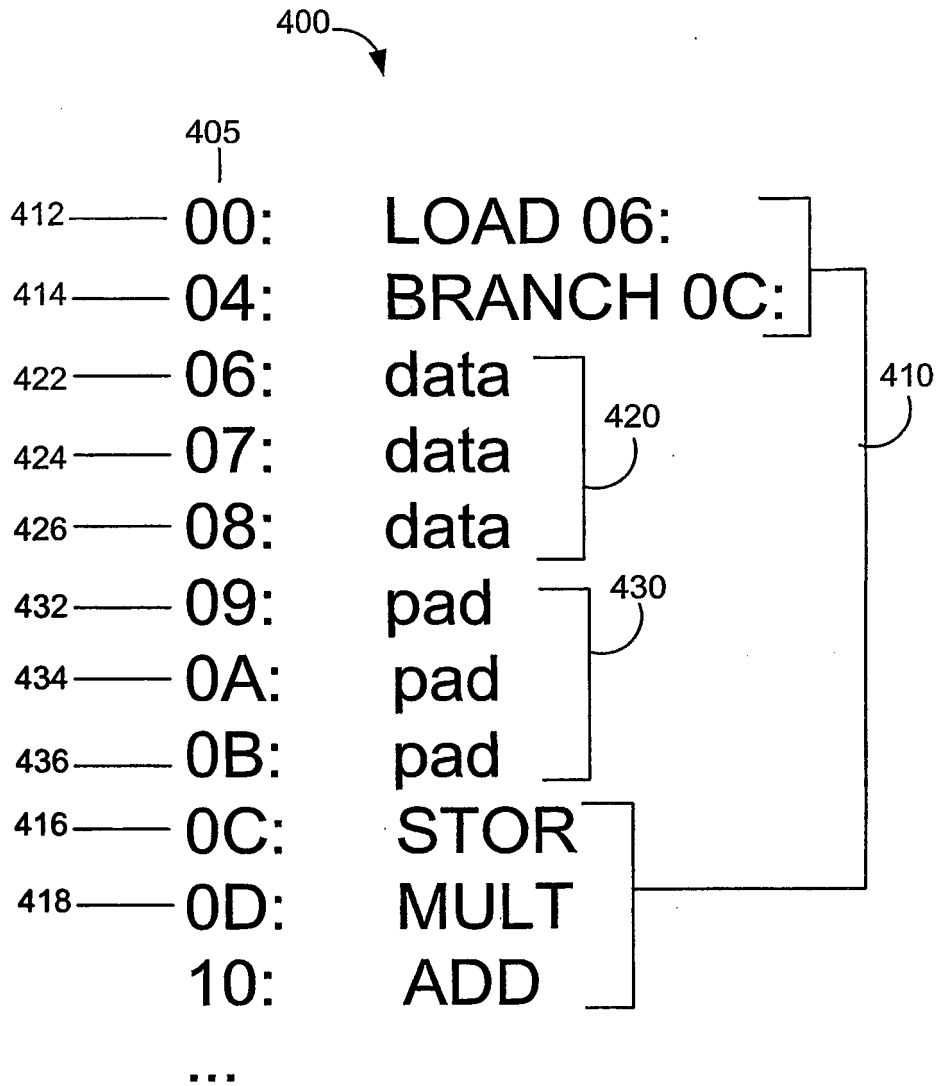 400
405
412 00: LOAD 06:
414 04: BRANCH 0C:
422 06: data
410
424 07: data
420
426 08: data
432 09: pad
430
434 0A: pad
436 0B: pad
416 0C: STOR
418 0D: MULT
10: ADD
...